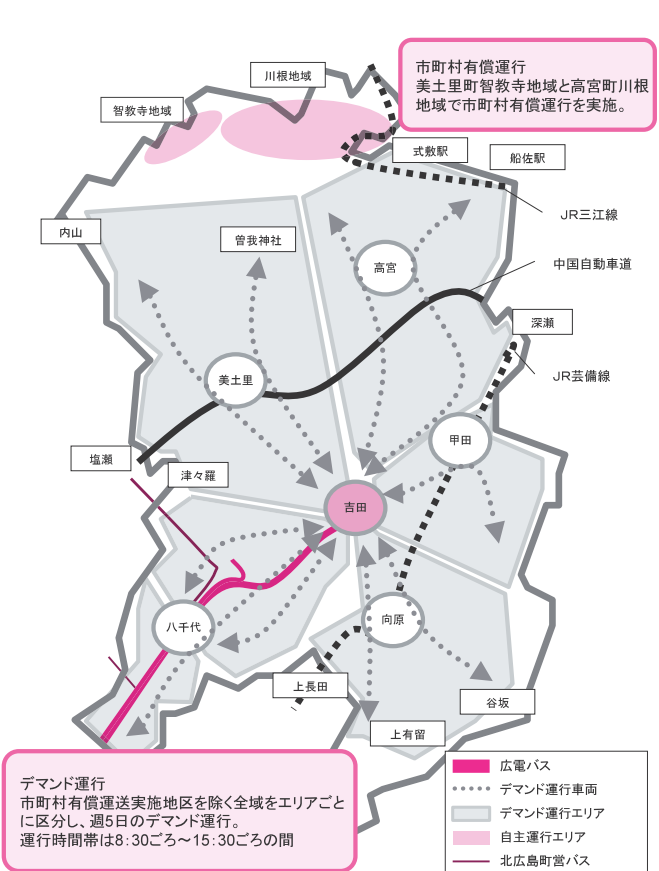 市町村有償運行
美土里町智教寺地域と高宮町川根
地域で市町村有償運行を実施。
川根地域
智教寺地域
式敷駅
船佐駅
JR三江線
内山
曽我神社
高宮
中国自動車道
深瀬
美土里
JR芸備線
甲田
塩瀬
津々羅
吉田
八千代
向原
上長田
谷坂
上有留
デマンド運行
市町村有償運送実施地区を除く全域をエリアごと
に区分し、週5日のデマンド運行。
運行時間帯は8:30ごろ～15:30ごろの間
広電バス
デマンド運行車両
デマンド運行エリア
自主運行エリア
北広島町営バス